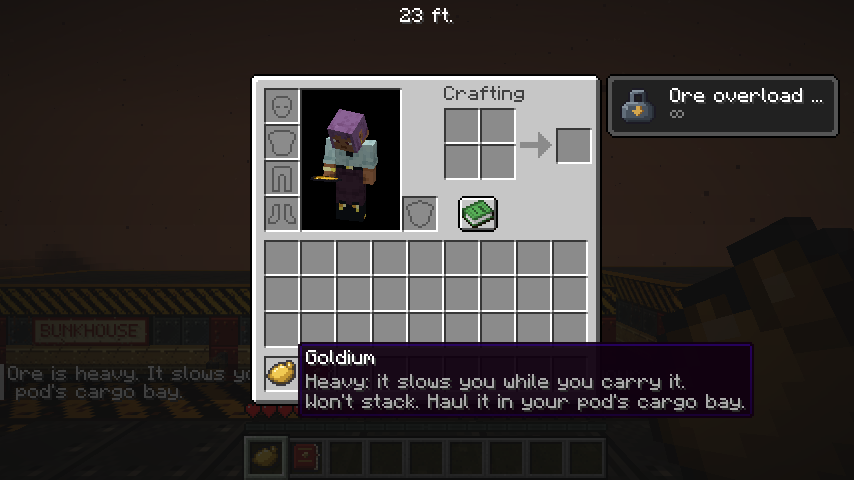 23 ft.
Crafting
Ore overload ...
∞
BUNKHOUSE
Ore is heavy. It slows
pod's cargo bay.
Goldium
Heavy: it slows you while you carry it.
Won't stack. Haul it in your pod's cargo bay.